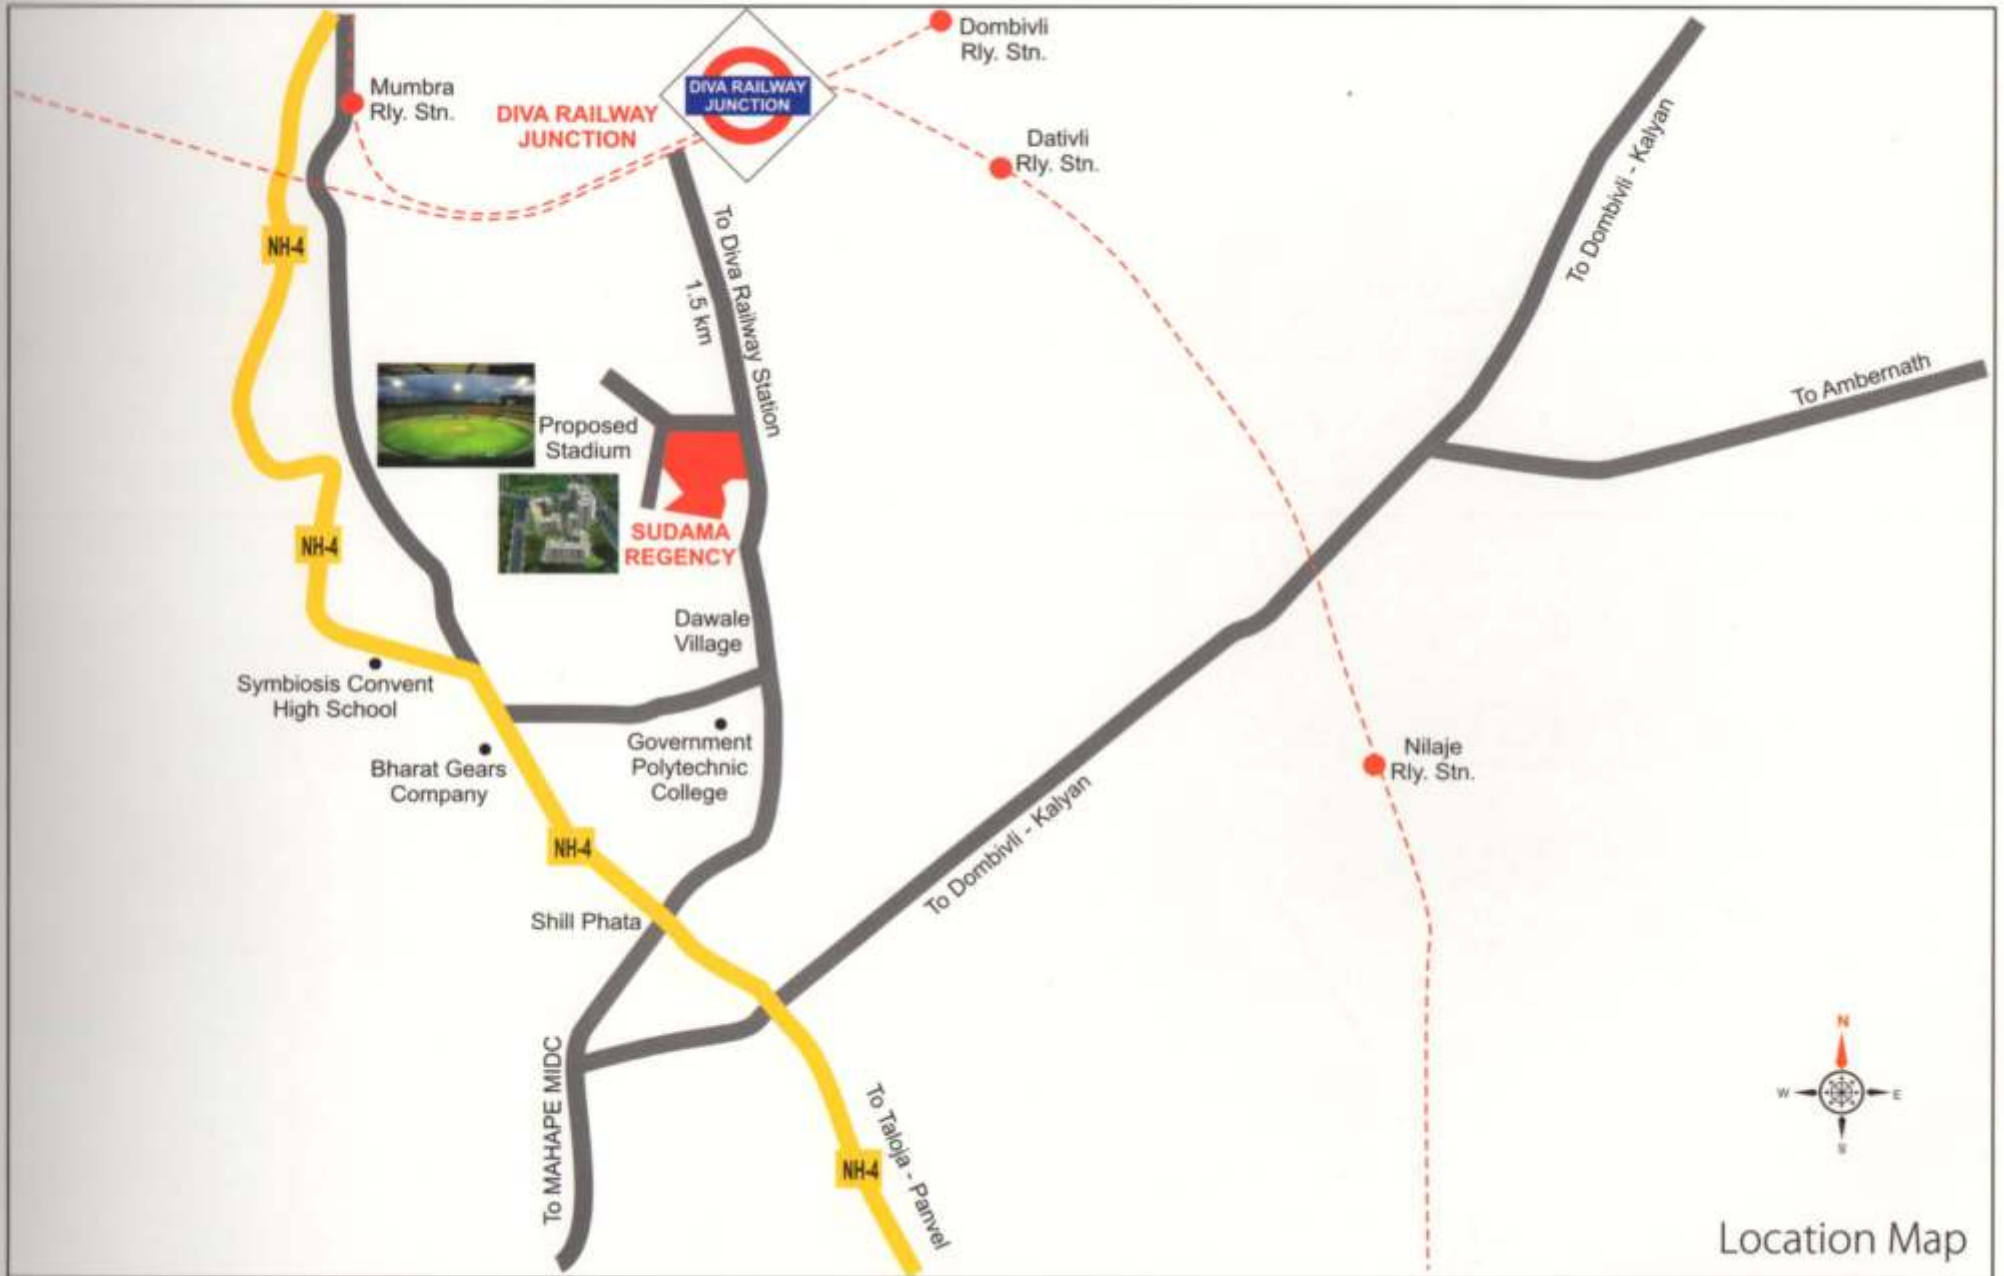 Dombivli
Rly. Stn.
Mumbra
Rly. Stn.
DIVA RAILWAY
JUNCTION
DIVA RAILWAY
JUNCTION
Dativli
Rly. Stn.
To Dombivli - Kalyan
NH-4
To Diva Railway Station
1.5 km
To Ambernath
Proposed
Stadium
SUDAMA
REGENCY
NH-4
Dawale
Village
Symbiosis Convent
High School
Government
Polytechnic
College
Bharat Gears
Company
Nilaje
Rly. Stn.
NH-4
To Dombivli - Kalyan
Shill Phata
To MAHAPE MIDC
To Taloja - Panvel
NH-4
N
W
E
S
Location Map